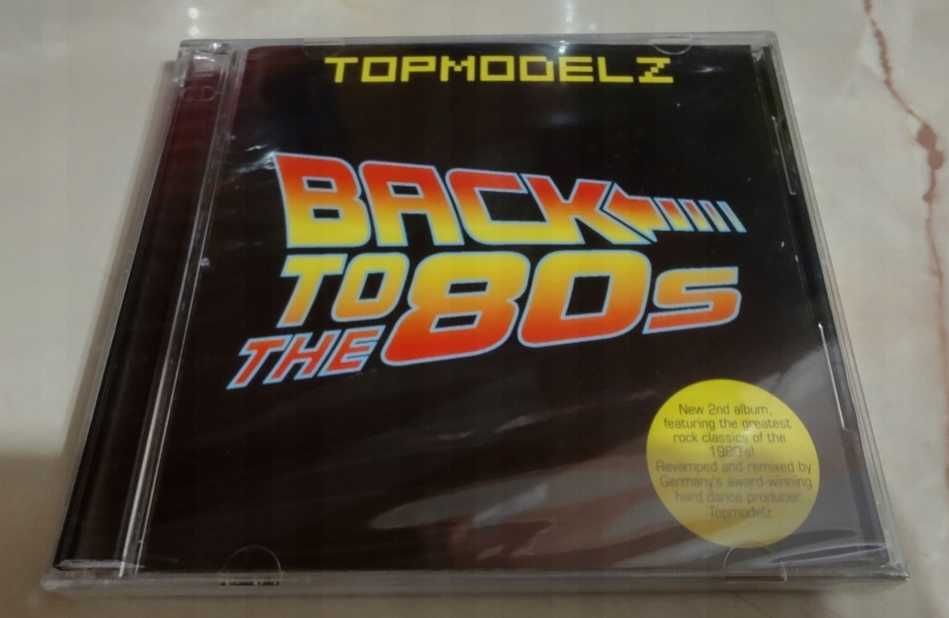 TOPMODELZ
BACK
TO
THE 80s
New 2nd album,
featuring the greatest
rock classics of the
1980's!
Revamped and remixed by
Germany's award-winning
hard dance producer
Topmodelz